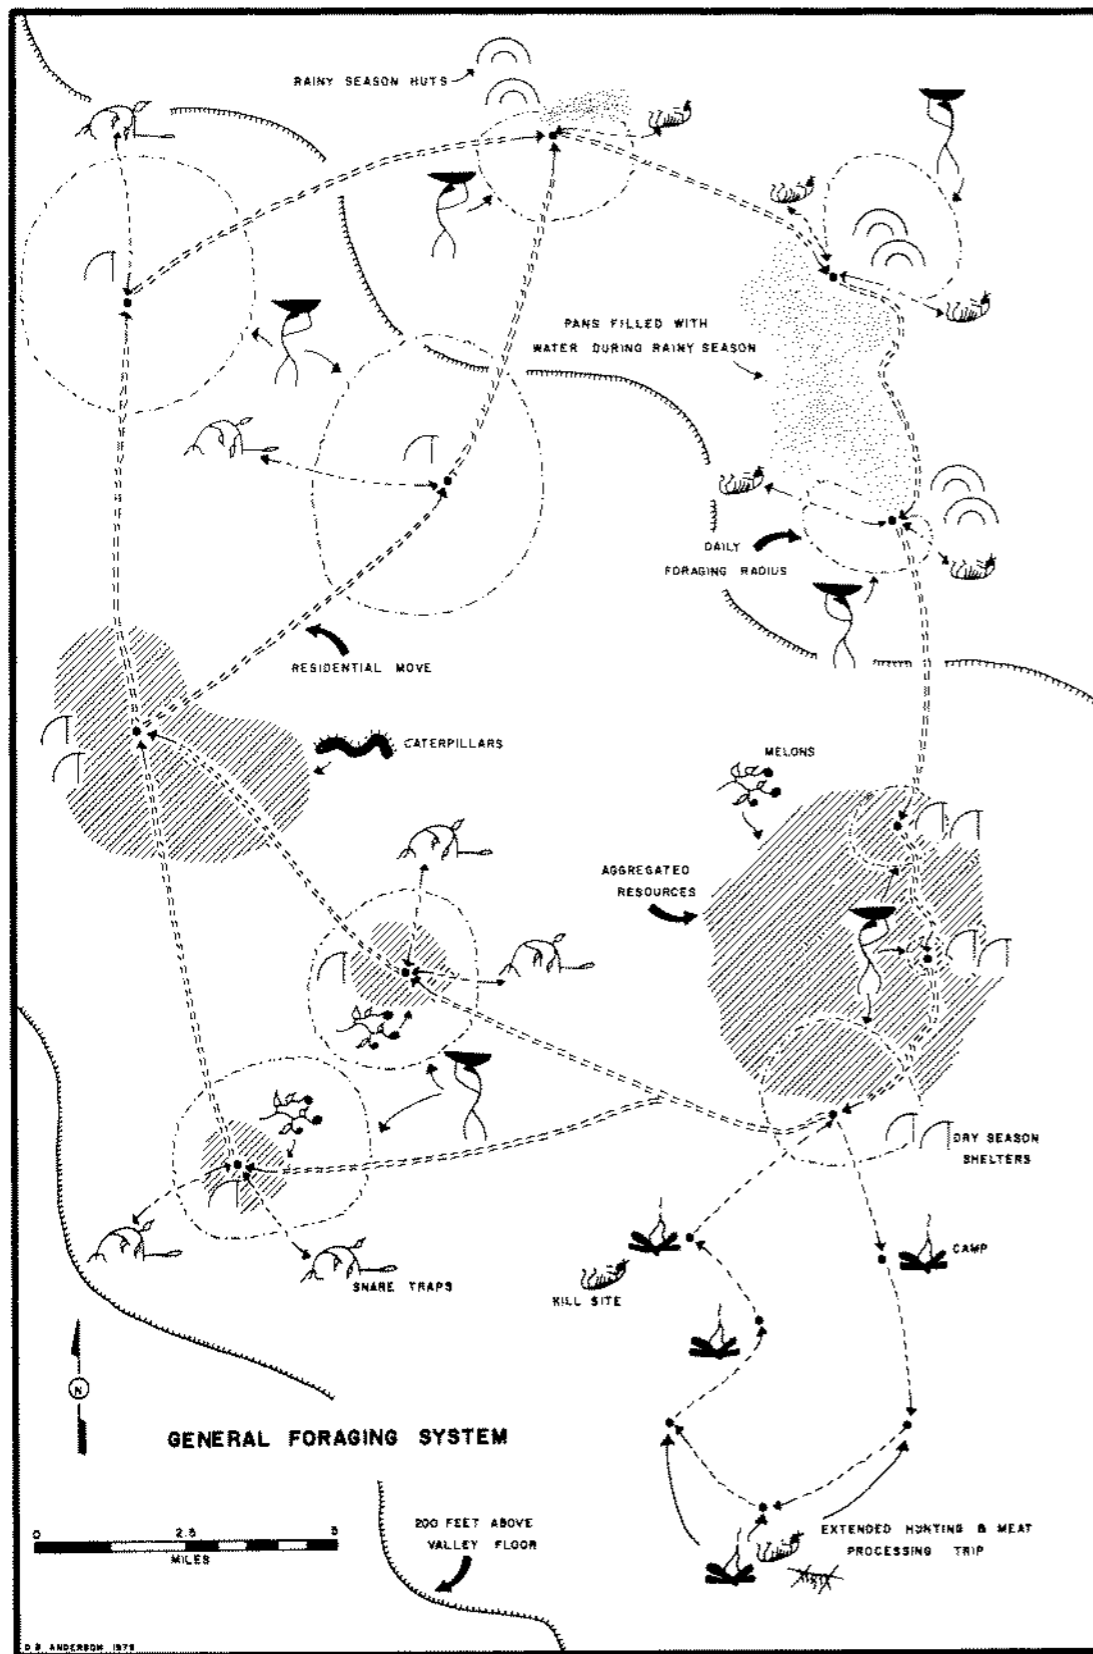 RAINY SEASON HUTS
PANS FILLED WITH
WATER DURING RAINY SEASON
DAILY
FORAGING RADIUS
RESIDENTIAL MOVE
CATERPILLARS
MELONS
AGGREGATED
RESOURCES
DRY SEASON
SHELTERS
CAMP
SNARE TRAPS
KILL SITE
N
GENERAL FORAGING SYSTEM
0 2.5 5
MILES
200 FEET ABOVE
VALLEY FLOOR
EXTENDED HUNTING & MEAT
PROCESSING TRIP
D B ANDERSON 1979